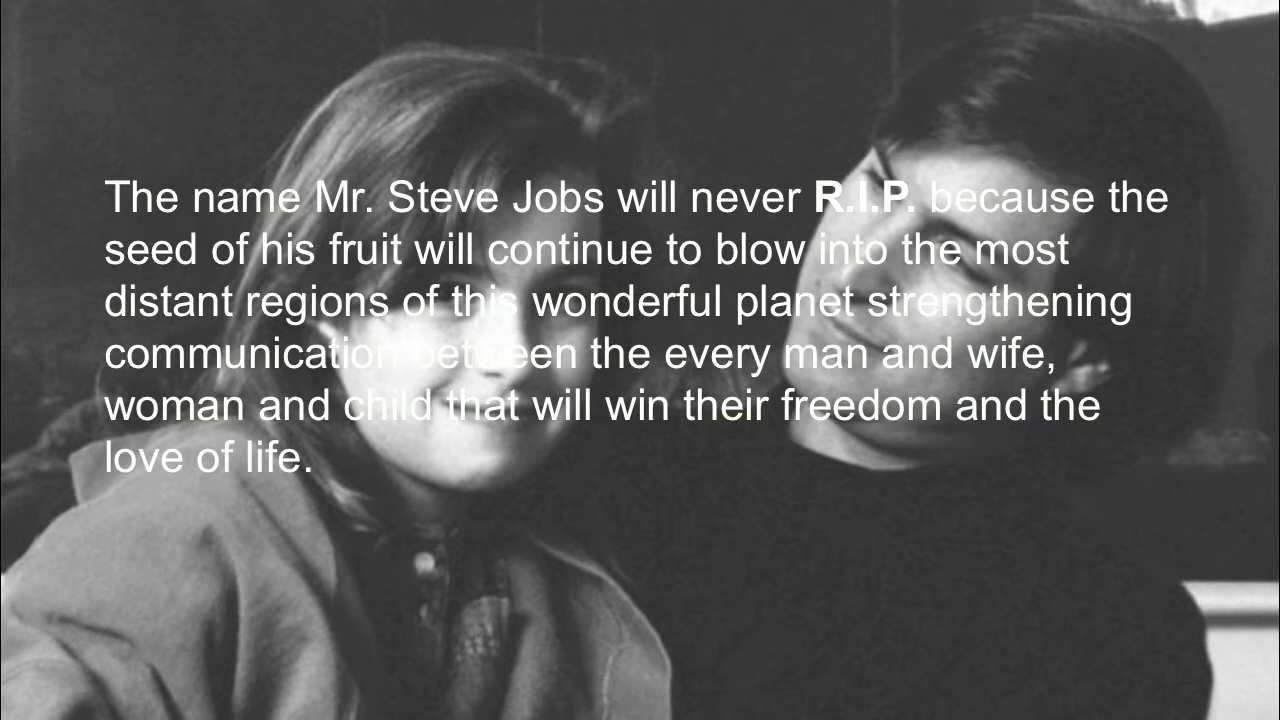 The name Mr. Steve Jobs will never R.I.P. because the
seed of his fruit will continue to blow into the most
distant regions of this wonderful planet strengthening
communication between the every man and wife,
woman and child that will win their freedom and the
love of life.